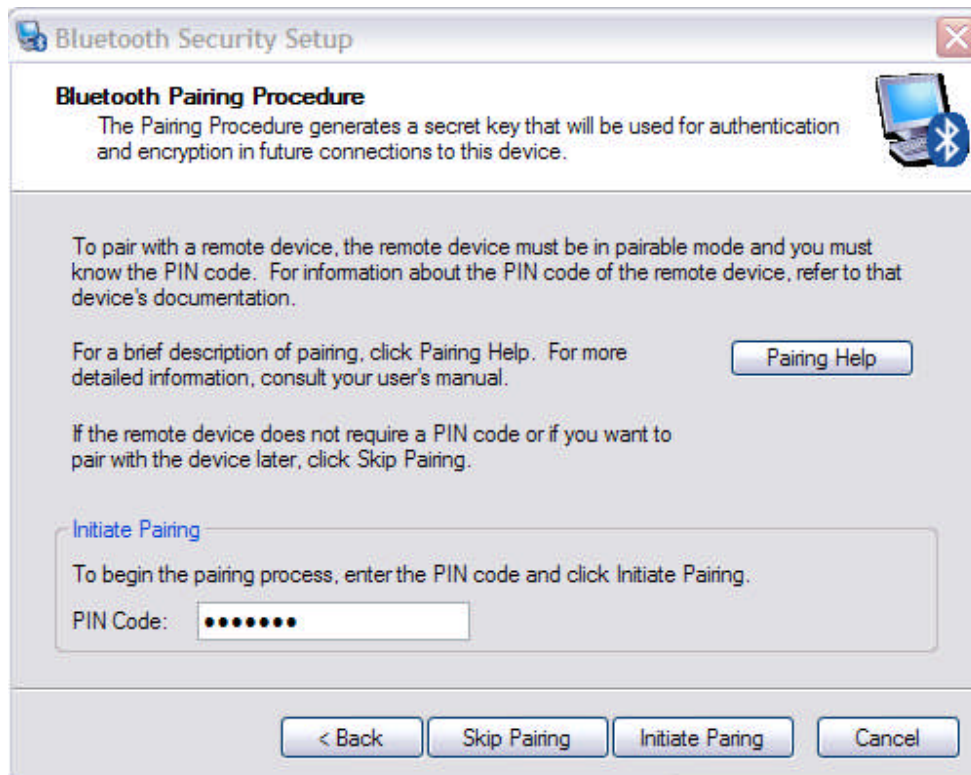 Bluetooth Security Setup
Bluetooth Pairing Procedure
The Pairing Procedure generates a secret key that will be used for authentication
and encryption in future connections to this device.
To pair with a remote device, the remote device must be in pairable mode and you must
know the PIN code.  For information about the PIN code of the remote device, refer to that
device's documentation.
For a brief description of pairing, click Pairing Help.  For more
detailed information, consult your user's manual.
Pairing Help
If the remote device does not require a PIN code or if you want to
pair with the device later, click Skip Pairing.
Initiate Pairing
To begin the pairing process, enter the PIN code and click Initiate Pairing.
PIN Code: •••••••
< Back Skip Pairing Initiate Paring Cancel